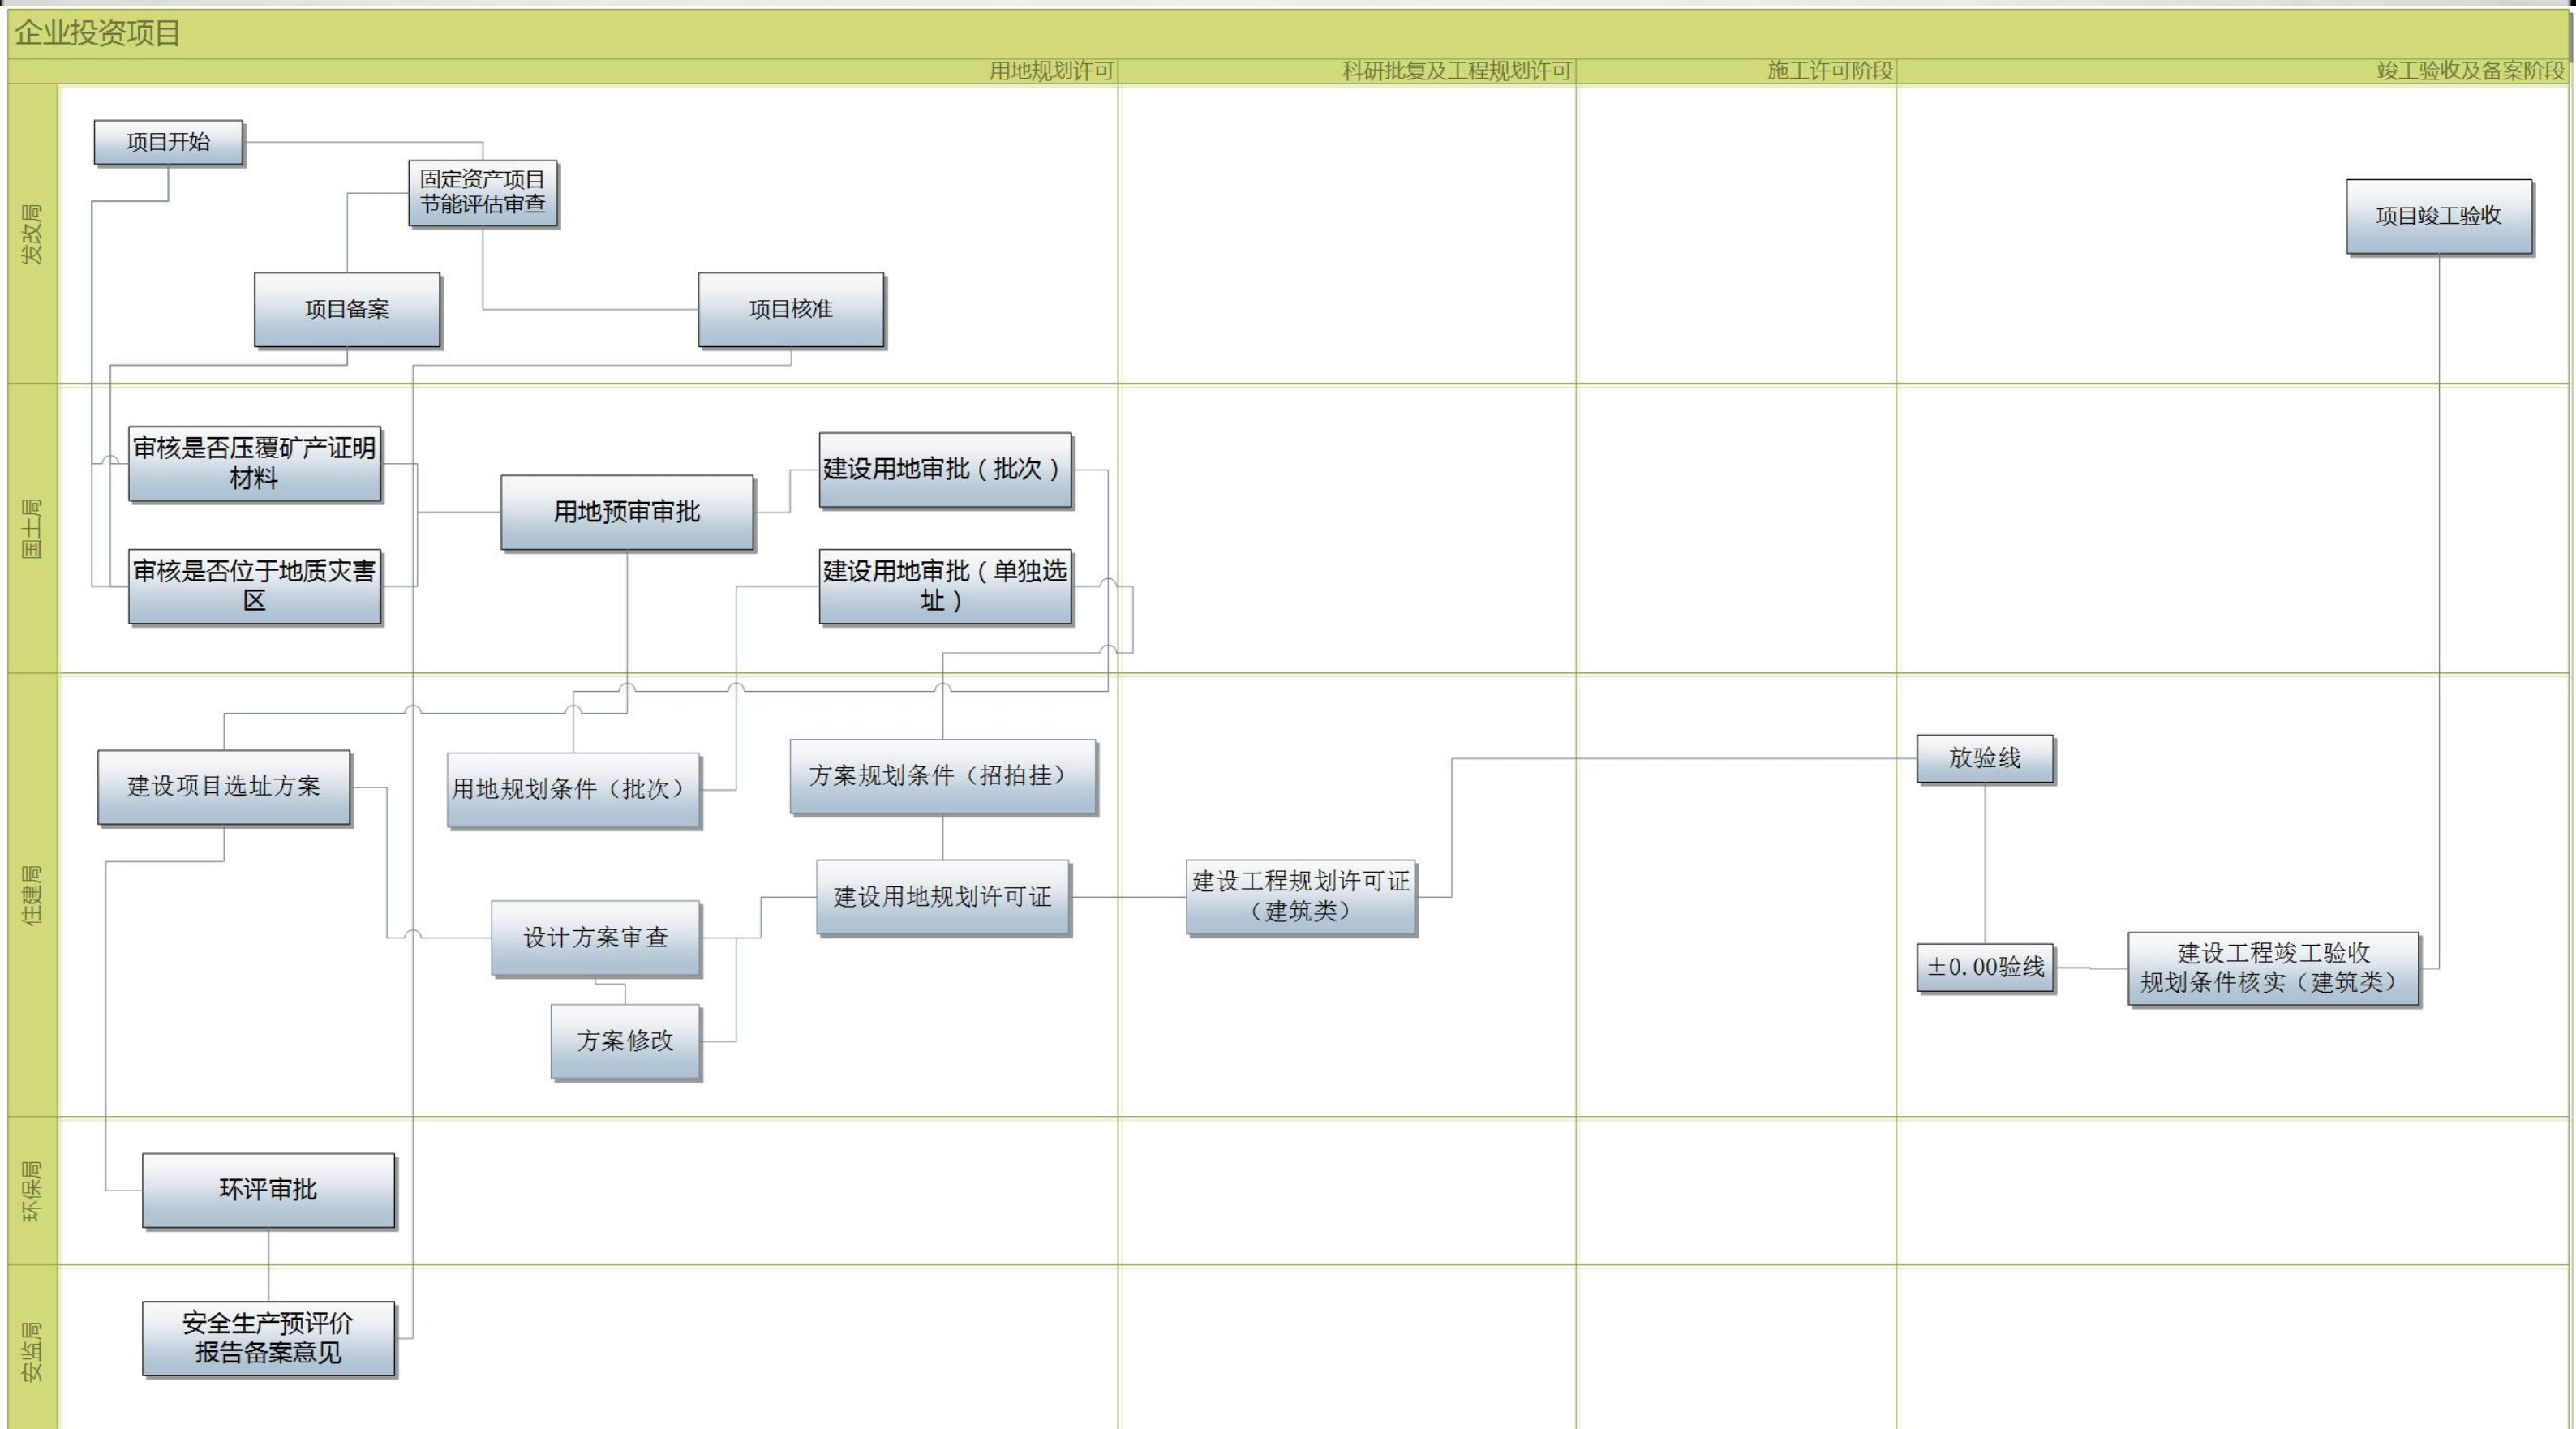 企业投资项目
用地规划许可
科研批复及工程规划许可
施工许可阶段
竣工验收及备案阶段
发改局
项目开始
固定资产项目
节能评估审查
项目竣工验收
项目备案
项目核准
国土局
审核是否压覆矿产证明
材料
建设用地审批（批次）
用地预审审批
审核是否位于地质灾害
区
建设用地审批（单独选
址）
住建局
建设项目选址方案
用地规划条件（批次）
方案规划条件（招拍挂）
放验线
设计方案审查
建设用地规划许可证
建设工程规划许可证
（建筑类）
±0.00验线
建设工程竣工验收
规划条件核实（建筑类）
方案修改
环保局
环评审批
安监局
安全生产预评价
报告备案意见